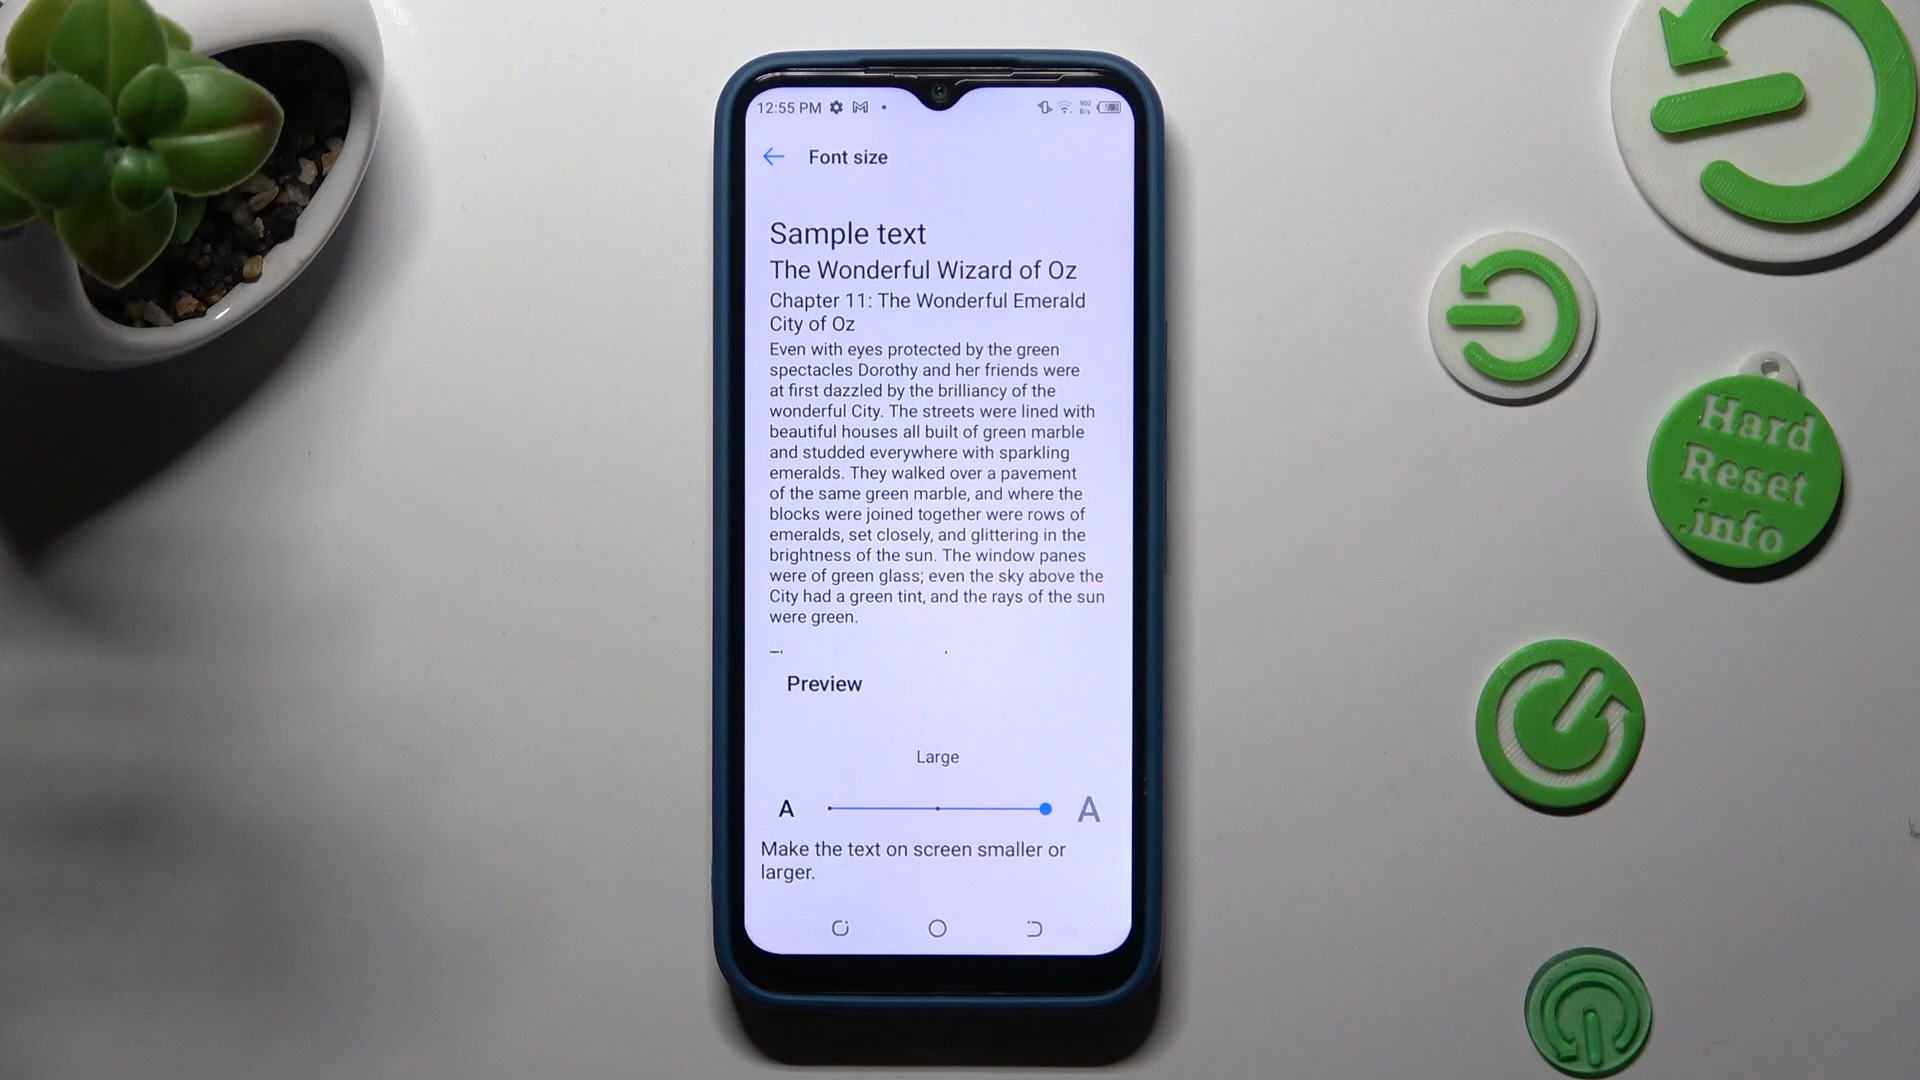 12:55 PM
902
B/s
59
Font size
Sample text
The Wonderful Wizard of Oz
Chapter 11: The Wonderful Emerald
City of Oz
Even with eyes protected by the green
spectacles Dorothy and her friends were
at first dazzled by the brilliancy of the
wonderful City. The streets were lined with
beautiful houses all built of green marble
and studded everywhere with sparkling
emeralds. They walked over a pavement
of the same green marble, and where the
blocks were joined together were rows of
emeralds, set closely, and glittering in the
brightness of the sun. The window panes
were of green glass; even the sky above the
City had a green tint, and the rays of the sun
were green.
Preview
Large
A A
Make the text on screen smaller or
larger.
Hard
Reset
.info